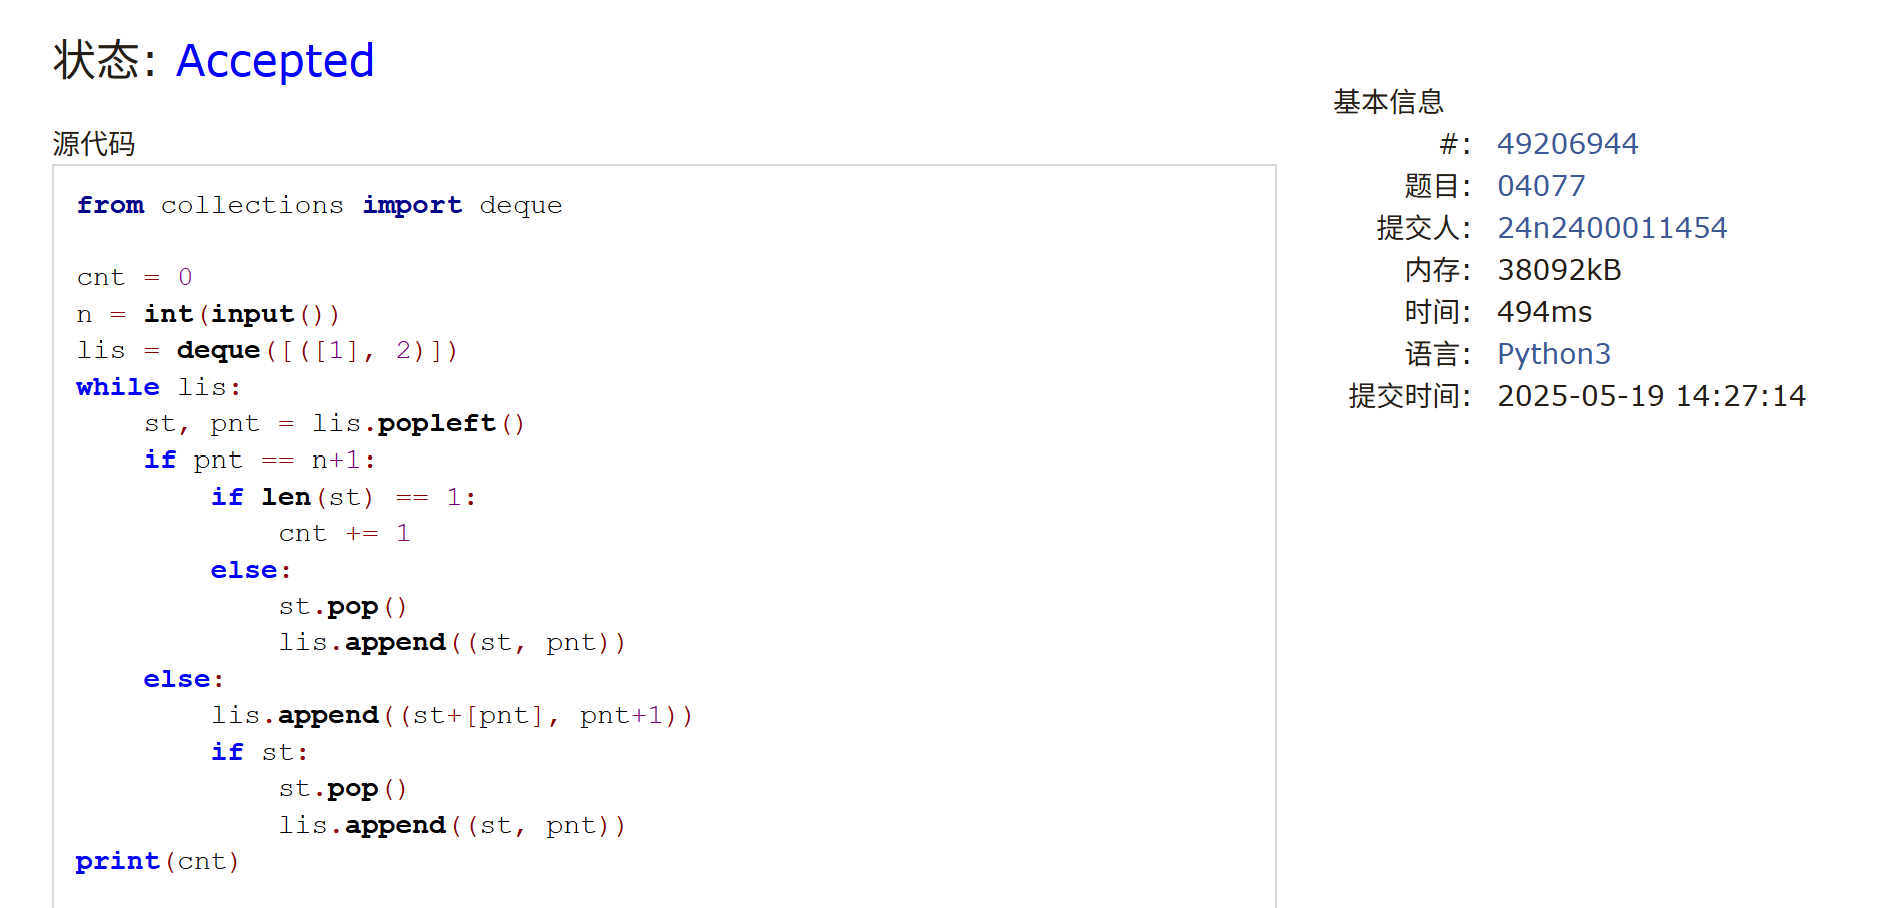 状态: Accepted
源代码
from collections import deque
cnt = 0
n = int(input())
lis = deque([([1], 2)])
while lis:
    st, pnt = lis.popleft()
    if pnt == n+1:
        if len(st) == 1:
            cnt += 1
        else:
            st.pop()
            lis.append((st, pnt))
    else:
        lis.append((st+[pnt], pnt+1))
        if st:
            st.pop()
            lis.append((st, pnt))
print(cnt)
基本信息
#: 49206944
题目: 04077
提交人: 24n2400011454
内存: 38092kB
时间: 494ms
语言: Python3
提交时间: 2025-05-19 14:27:14